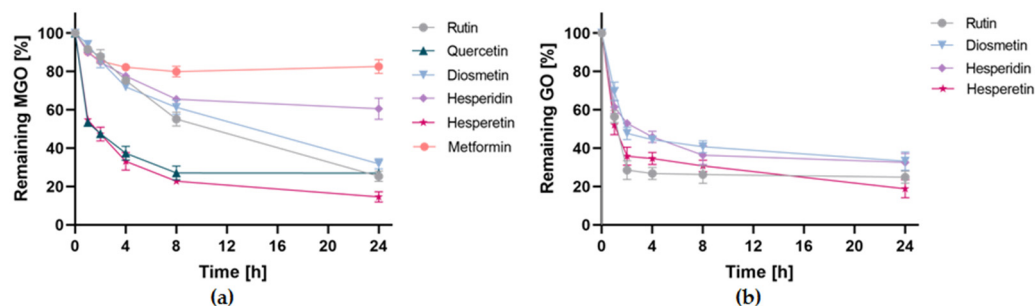 Remaining MGO [%]
100
80
60
40
20
0
0 4 8 12 16 20 24
Time [h]
Rutin
Quercetin
Diosmetin
Hesperidin
Hesperetin
Metformin
(a)
Remaining GO [%]
100
80
60
40
20
0
0 4 8 12 16 20 24
Time [h]
Rutin
Diosmetin
Hesperidin
Hesperetin
(b)